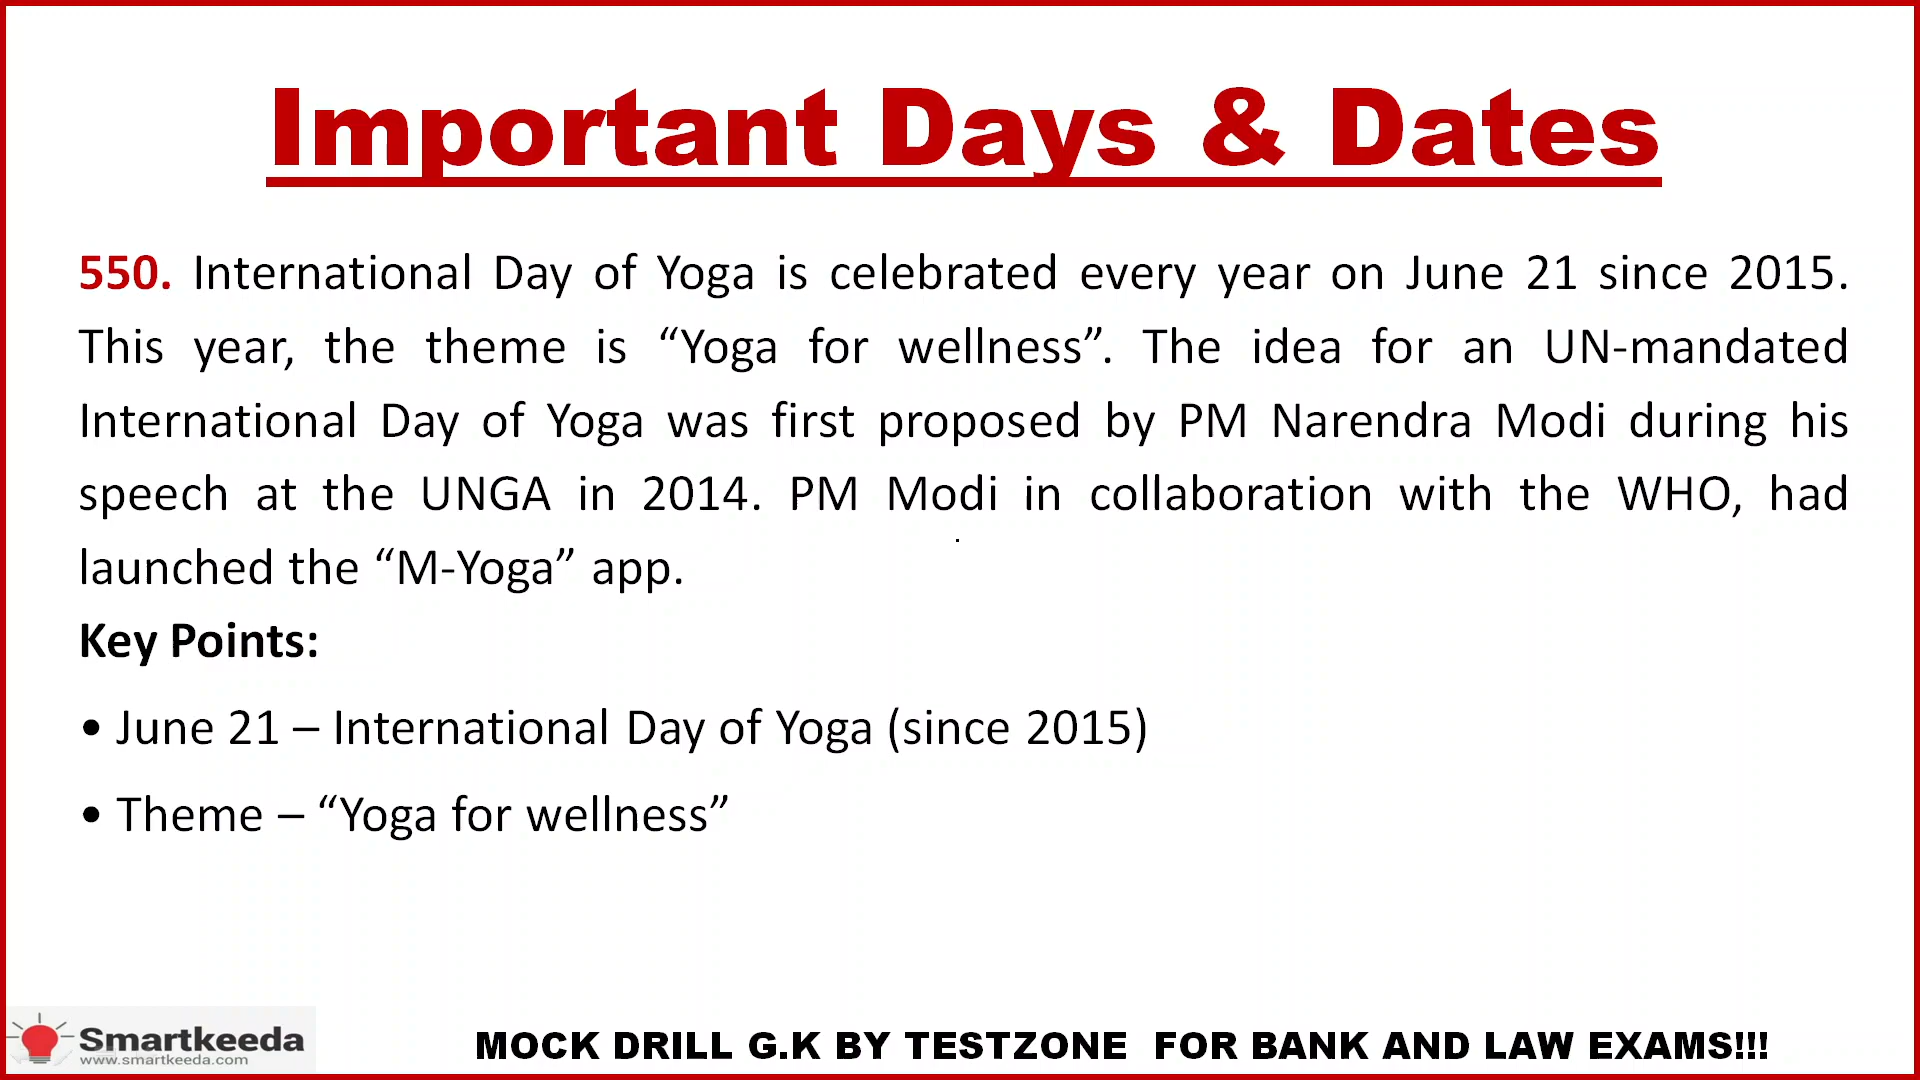 Important Days & Dates
550. International Day of Yoga is celebrated every year on June 21 since 2015.
This year, the theme is “Yoga for wellness”. The idea for an UN-mandated
International Day of Yoga was first proposed by PM Narendra Modi during his
speech at the UNGA in 2014. PM Modi in collaboration with the WHO, had
launched the “M-Yoga” app.
Key Points:
• June 21 – International Day of Yoga (since 2015)
• Theme – “Yoga for wellness”
Smartkeeda
www.smartkeeda.com
MOCK DRILL G.K BY TESTZONE FOR BANK AND LAW EXAMS!!!